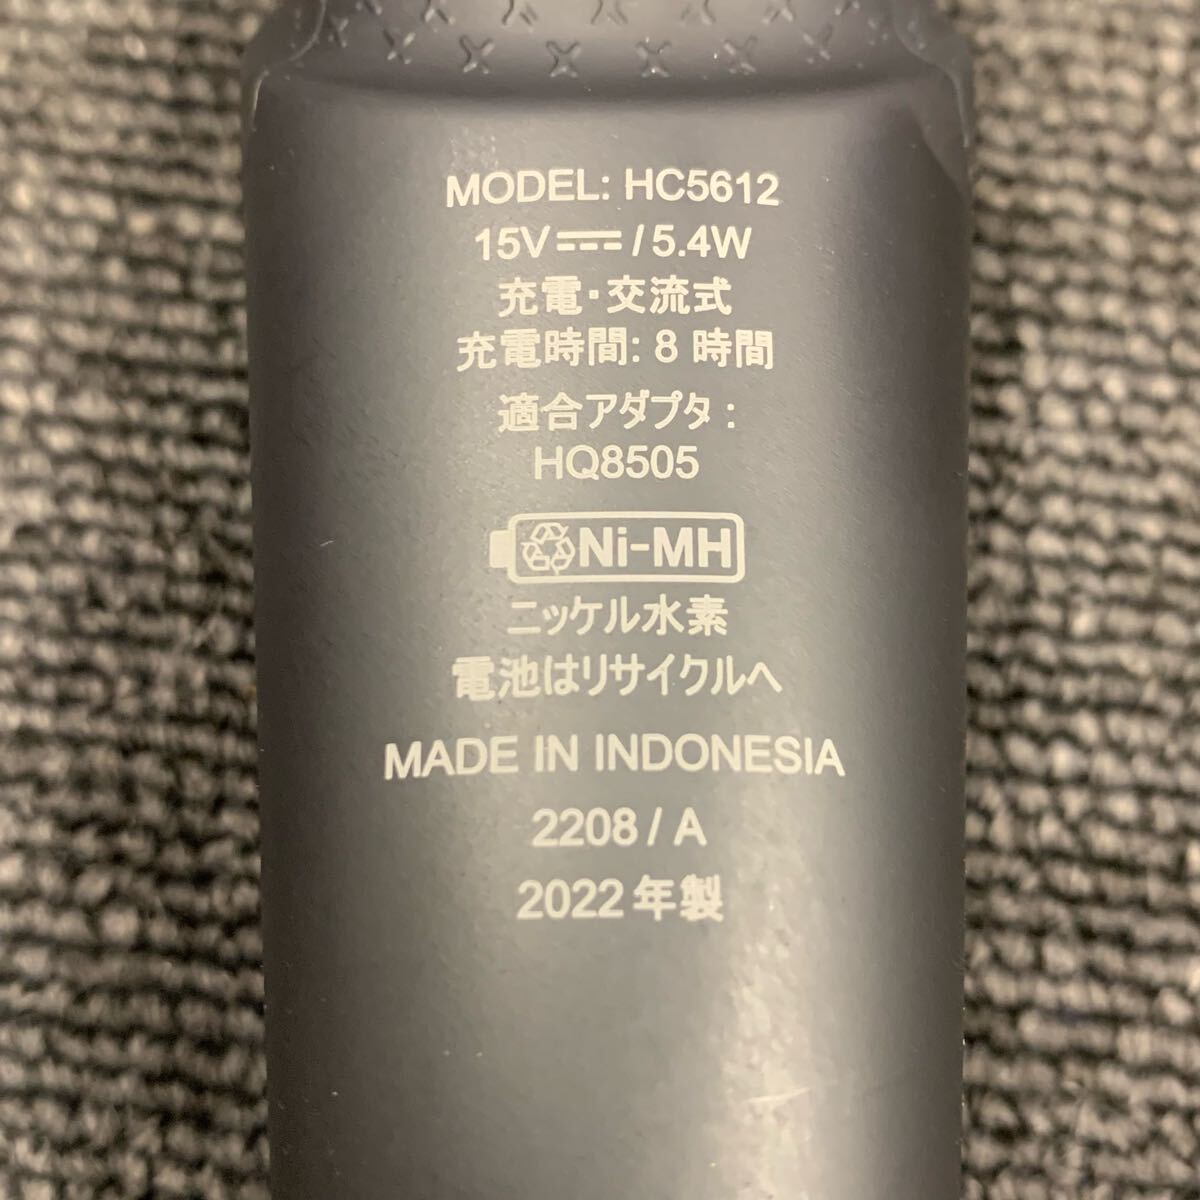 MODEL: HC5612
15V⎓/ 5.4W
充電・交流式
充電時間: 8 時間
適合アダプタ :
HQ8505
Ni-MH
ニッケル水素
電池はリサイクルへ
MADE IN INDONESIA
2208 / A
2022 年製